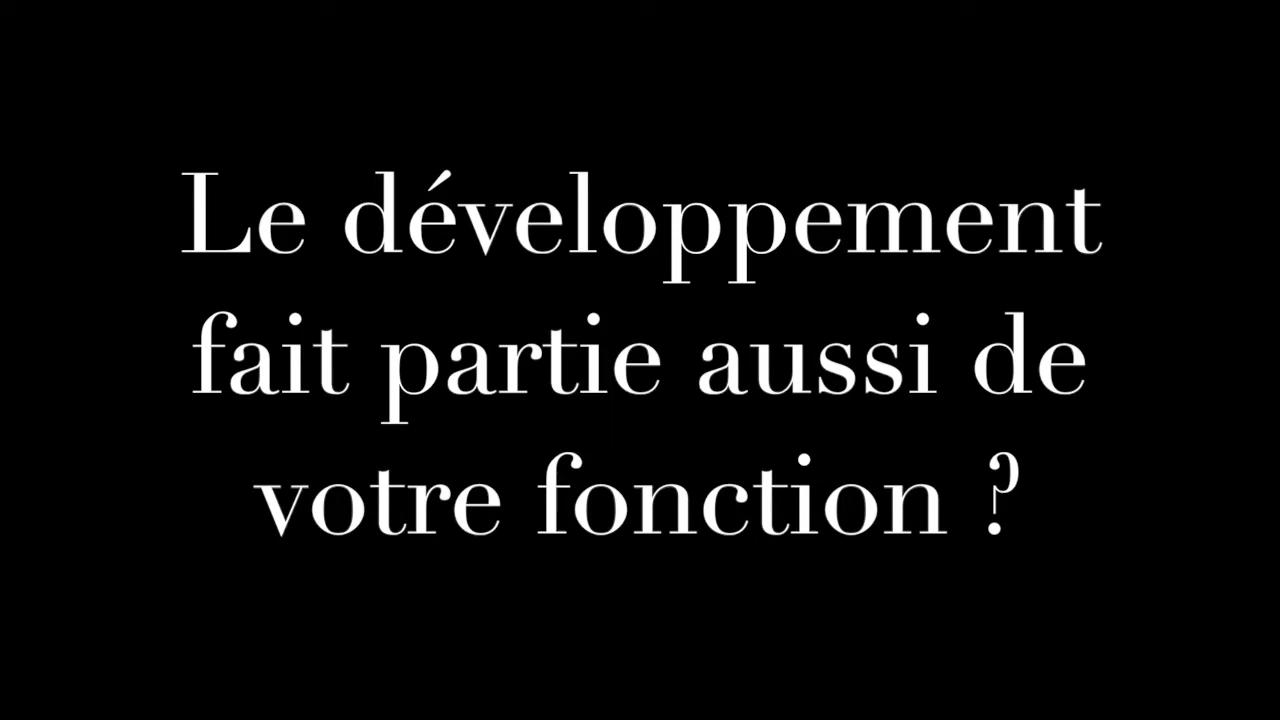 Le développement
fait partie aussi de
votre fonction ?